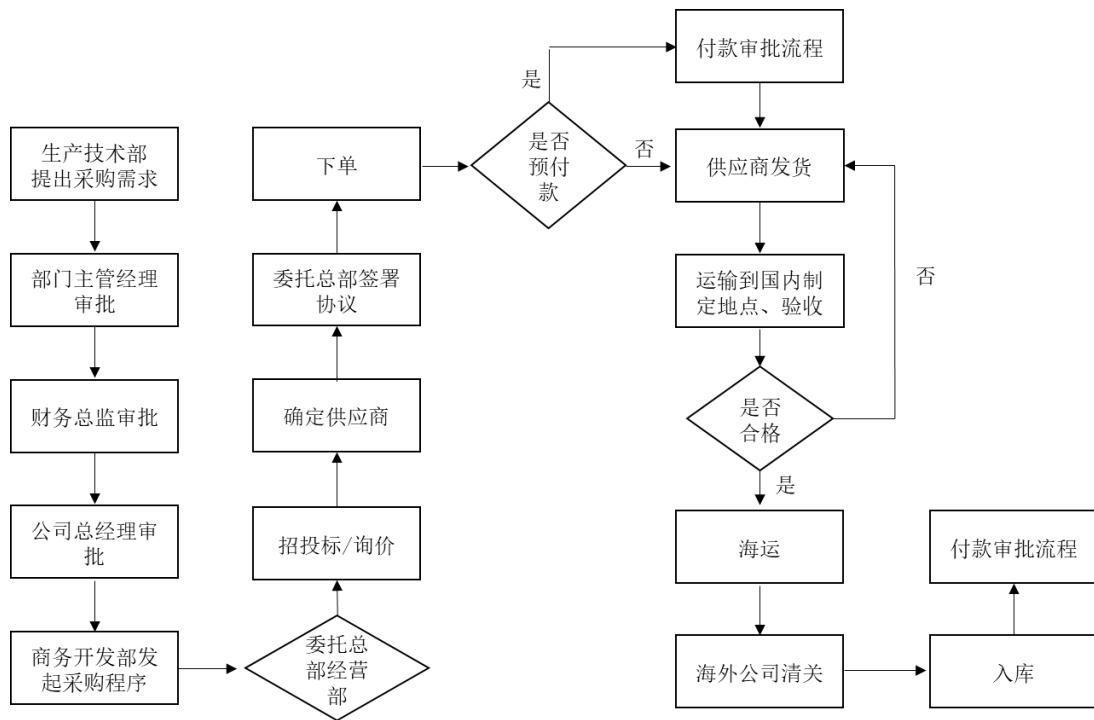 生产技术部
提出采购需求
部门主管经理
审批
财务总监审批
公司总经理审
批
商务开发部发
起采购程序
委托总
部经营
部
招投标/询价
确定供应商
委托总部签署
协议
下单
是否
预付
款
是
付款审批流程
否
供应商发货
运输到国内制
定地点、验收
是否
合格
否
是
海运
海外公司清关
入库
付款审批流程